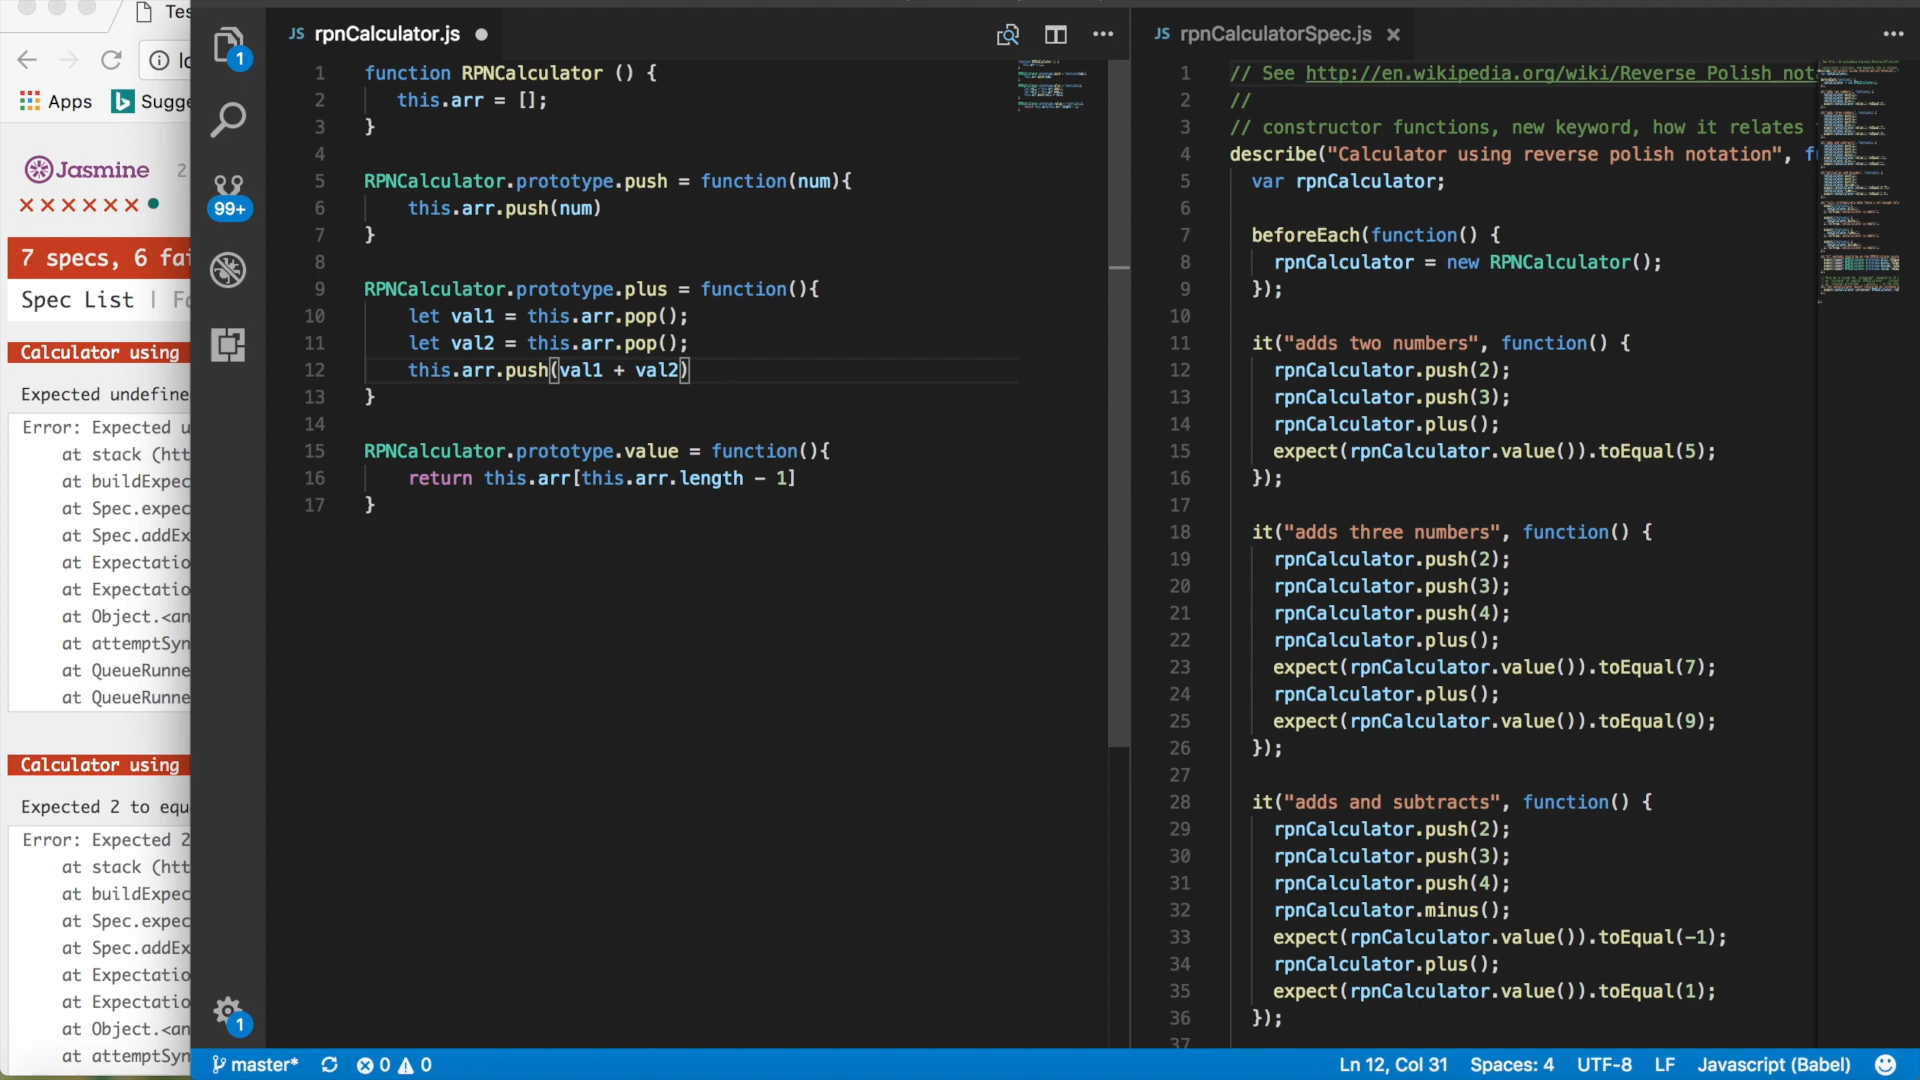 Tes
Apps
Sugge
Jasmine
2
××××××●
7 specs, 6 fai
Spec List | Fa
Calculator using
Expected undefine
Error: Expected u
at stack (htt
at buildExpec
at Spec.expec
at Spec.addEx
at Expectatio
at Expectatio
at Object.<an
at attemptSyn
at QueueRunne
at QueueRunne
Calculator using
Expected 2 to equ
Error: Expected 2
at stack (htt
at buildExpec
at Spec.expec
at Spec.addEx
at Expectatio
at Expectatio
at Object.<an
at attemptSyn
1
99+
1
JS rpnCalculator.js ●
1 function RPNCalculator () {
2 this.arr = [];
3 }
4
5 RPNCalculator.prototype.push = function(num){
6 this.arr.push(num)
7 }
8
9 RPNCalculator.prototype.plus = function(){
10 let val1 = this.arr.pop();
11 let val2 = this.arr.pop();
12 this.arr.push(val1 + val2)
13 }
14
15 RPNCalculator.prototype.value = function(){
16 return this.arr[this.arr.length - 1]
17 }
JS rpnCalculatorSpec.js ×
1 // See http://en.wikipedia.org/wiki/Reverse_Polish_not
2 //
3 // constructor functions, new keyword, how it relates
4 describe("Calculator using reverse polish notation", f
5 var rpnCalculator;
6
7 beforeEach(function() {
8 rpnCalculator = new RPNCalculator();
9 });
10
11 it("adds two numbers", function() {
12 rpnCalculator.push(2);
13 rpnCalculator.push(3);
14 rpnCalculator.plus();
15 expect(rpnCalculator.value()).toEqual(5);
16 });
17
18 it("adds three numbers", function() {
19 rpnCalculator.push(2);
20 rpnCalculator.push(3);
21 rpnCalculator.push(4);
22 rpnCalculator.plus();
23 expect(rpnCalculator.value()).toEqual(7);
24 rpnCalculator.plus();
25 expect(rpnCalculator.value()).toEqual(9);
26 });
27
28 it("adds and subtracts", function() {
29 rpnCalculator.push(2);
30 rpnCalculator.push(3);
31 rpnCalculator.push(4);
32 rpnCalculator.minus();
33 expect(rpnCalculator.value()).toEqual(-1);
34 rpnCalculator.plus();
35 expect(rpnCalculator.value()).toEqual(1);
36 });
37
master* 0 0 Ln 12, Col 31 Spaces: 4 UTF-8 LF Javascript (Babel)